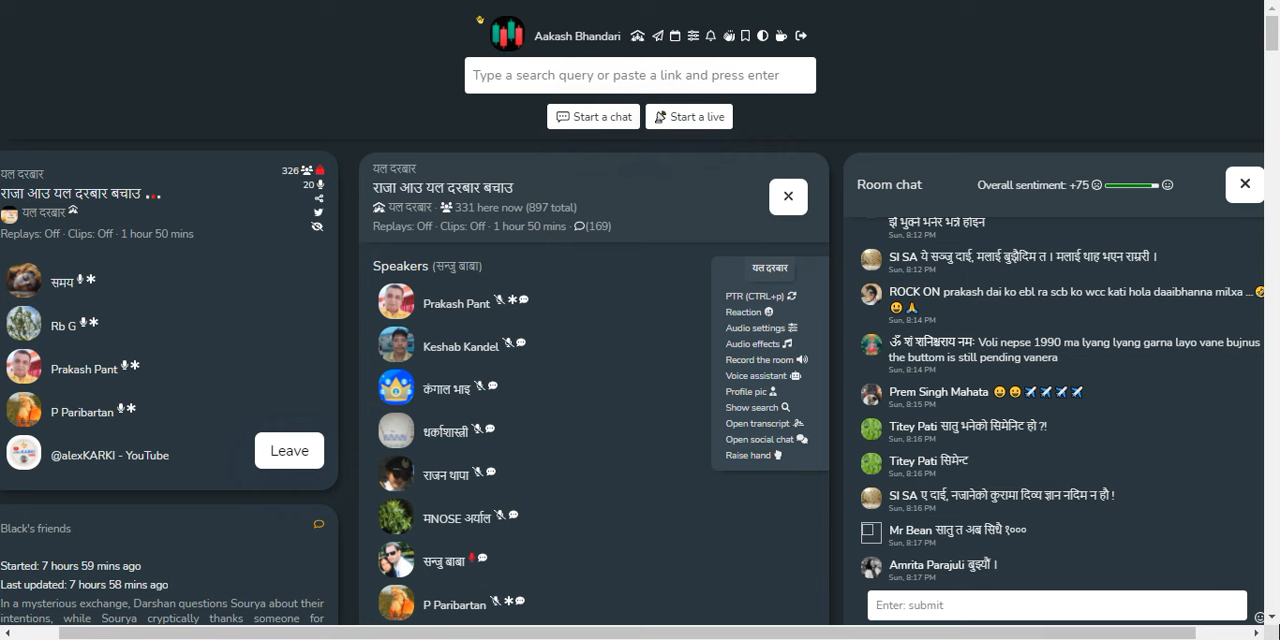 Aakash Bhandari
Type a search query or paste a link and press enter
Start a chat
Start a live
यल दरबार
326
राजा आउ यल दरबार बचाउ ...
20
यल दरबार
Replays: Off · Clips: Off · 1 hour 50 mins
समय
Rb G
Prakash Pant
P Paribartan
@alexKARKI - YouTube
Leave
Black's friends
Started: 7 hours 59 mins ago
Last updated: 7 hours 58 mins ago
In a mysterious exchange, Darshan questions Sourya about their
intentions, while Sourya cryptically thanks someone for
यल दरबार
राजा आउ यल दरबार बचाउ
यल दरबार · 331 here now (897 total)
Replays: Off · Clips: Off · 1 hour 50 mins · (169)
Speakers (सन्जु बाबा)
Prakash Pant
Keshab Kandel
कंगाल भाइ
धर्काशास्त्री
राजन थापा
मNOSE अर्याल
सन्जु बाबा
P Paribartan
यल दरबार
PTR (CTRL+p)
Reaction
Audio settings
Audio effects
Record the room
Voice assistant
Profile pic
Show search
Open transcript
Open social chat
Raise hand
Room chat
Overall sentiment: +75
झै भुक्न भनेर भन्ने होईन
Sun, 8:12 PM
SI SA ये सञ्जु दाई, मलाई बुझैदिम त । मलाई थाह भएन राम्ररी ।
Sun, 8:12 PM
ROCK ON prakash dai ko ebl ra scb ko wcc kati hola daaibhanna milxa ...
Sun, 8:14 PM
ॐ शं शनिश्चराय नमः Voli nepse 1990 ma lyang lyang garna layo vane bujnus
the buttom is still pending vanera
Sun, 8:14 PM
Prem Singh Mahata 😀 😀 ✈️ ✈️ ✈️ ✈️
Sun, 8:15 PM
Titey Pati सातु भनेको सिमेनिट हो ?!
Sun, 8:16 PM
Titey Pati सिमेन्ट
Sun, 8:16 PM
SI SA ए दाई, नजानेको कुरामा दिव्य ज्ञान नदिम न हौ !
Sun, 8:16 PM
Mr Bean सातु त अब सिधै १०००
Sun, 8:17 PM
Amrita Parajuli बुझ्यौं ।
Sun, 8:17 PM
Enter: submit